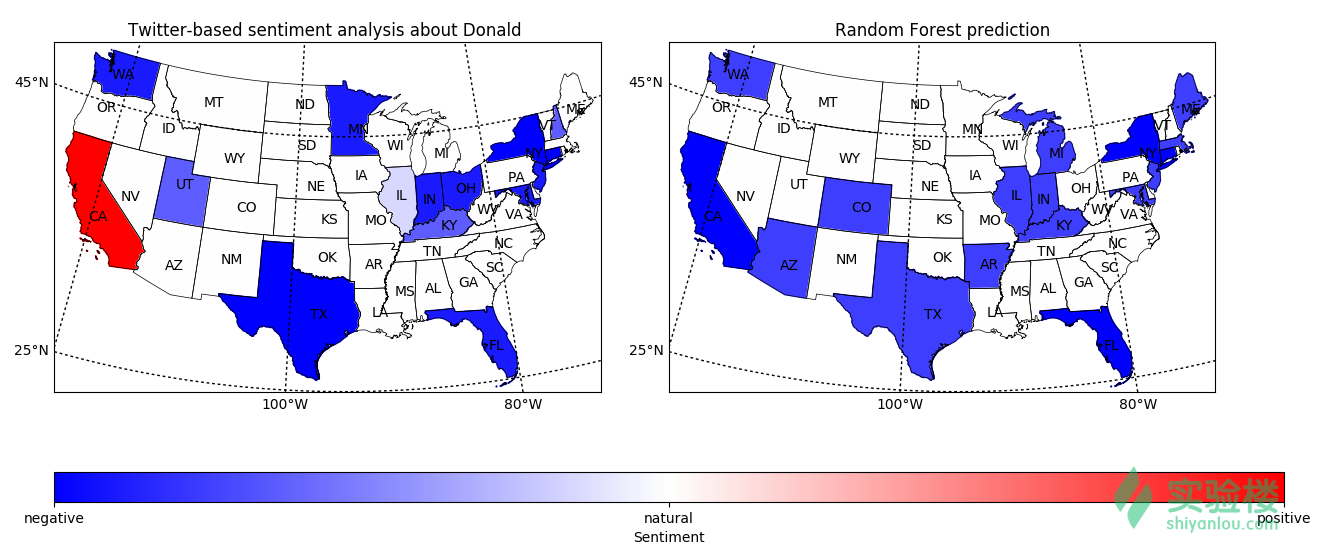 Twitter-based sentiment analysis about Donald
Random Forest prediction
45°N
25°N
100°W
80°W
WA
OR
CA
NV
ID
MT
WY
UT
AZ
CO
NM
ND
SD
NE
KS
OK
TX
MN
IA
MO
AR
LA
WI
IL
MI
IN
OH
KY
TN
MS
AL
GA
FL
SC
NC
VA
WV
PA
NY
VT
ME
45°N
25°N
100°W
80°W
WA
OR
CA
NV
ID
MT
WY
UT
AZ
CO
NM
ND
SD
NE
KS
OK
TX
MN
IA
MO
AR
LA
WI
IL
MI
IN
OH
KY
TN
MS
AL
GA
FL
SC
NC
VA
WV
PA
NY
VT
ME
negative
natural
positive
Sentiment
实验楼
shiyanlou.com